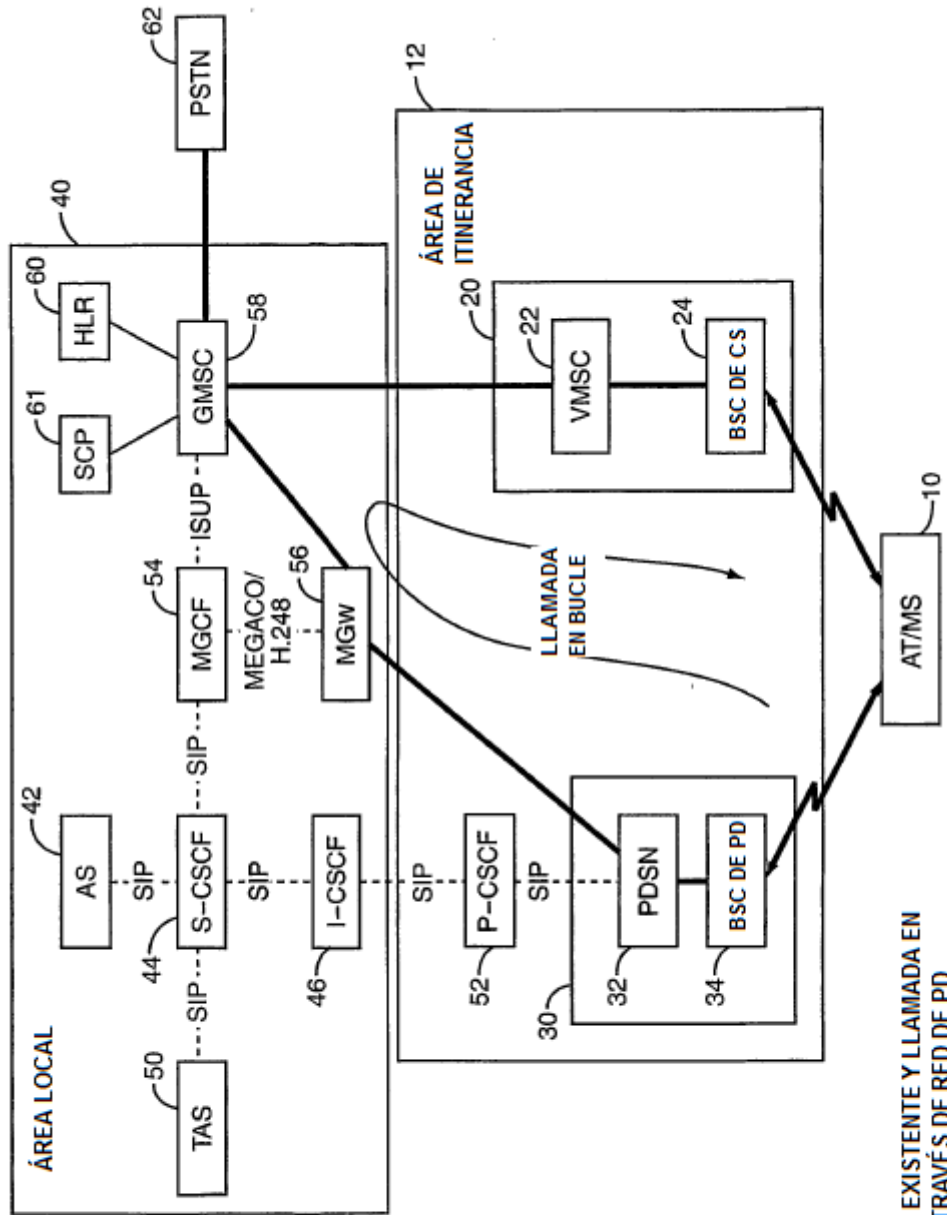 ÁREA LOCAL
40
AS
42
SCP
61
HLR
60
SIP
TAS
50
SIP
S-CSCF
44
SIP
MGCF
54
ISUP
GMSC
58
PSTN
62
SIP
MEGACO/
H.248
I-CSCF
46
MGW
56
12
SIP
ÁREA DE
ITINERANCIA
P-CSCF
52
SIP
LLAMADA
EN BUCLE
20
VMSC
22
30
PDSN
32
BSC DE CS
24
BSC DE PD
34
AT/MS
10
EXISTENTE Y LLAMADA EN
TRAVÉS DE RED DE PD